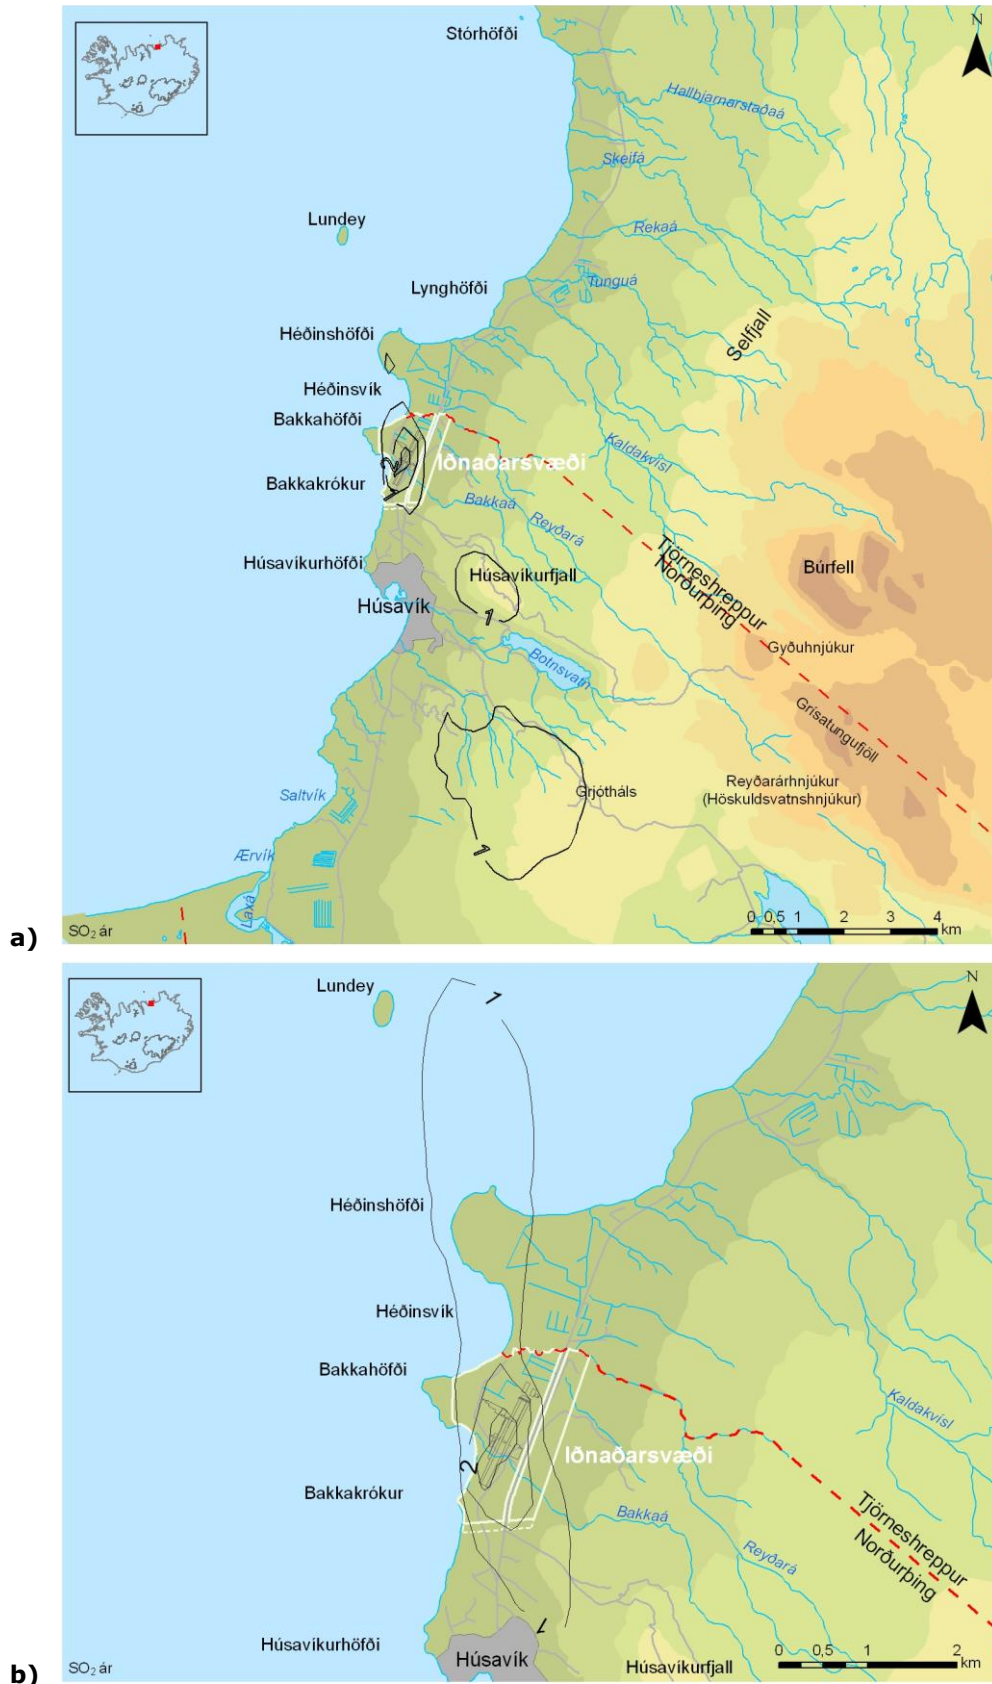 Stórhöfði
N
Hallbjarnarstaðaá
Skeifá
Lundey
Rekaá
Lynghöfði
Tunguá
Héðinshöfði
Selfjall
Héðinsvík
Bakkahöfði
Kaldakvísl
Iðnaðarsvæði
2
Bakkakrókur
1
Bakkaá
Reyðará
Húsavíkurhöfði
Húsavíkurfjall
Tjörneshreppur
Norðurþing
Búrfell
Húsavík
1
Gyðuhnjúkur
Botnsvatn
Grísatungufjöll
Saltvík
Grjótháls
Reyðarárhnjúkur
(Höskuldsvatnshnjúkur)
1
Ærvík
Laxá
a)
SO2 ár
0 0,5 1 2 3 4
km
Lundey
1
N
Héðinshöfði
Héðinsvík
Bakkahöfði
Kaldakvísl
2
Iðnaðarsvæði
Bakkakrókur
Bakkaá
Reyðará
Tjörneshreppur
Norðurþing
1
Húsavíkurhöfði
Húsavík
Húsavíkurfjall
b)
SO2 ár
0 0,5 1 2
km